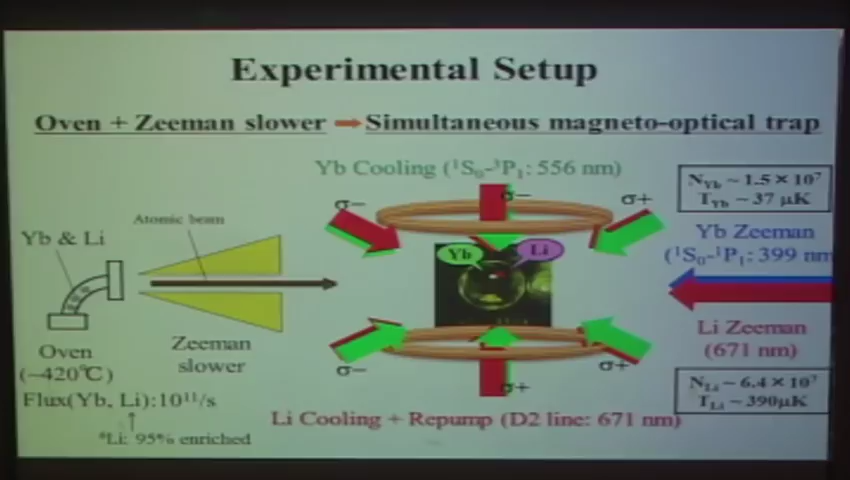 Experimental Setup
Oven + Zeeman slower → Simultaneous magneto-optical trap
Yb Cooling (¹S₀-³P₁: 556 nm)
σ−
σ−
σ+
N_Yb ~ 1.5 × 10⁷
T_Yb ~ 37 μK
Atomic beam
Yb & Li
Yb
Li
Yb Zeeman
(¹S₀-¹P₁: 399 nm
Li Zeeman
(671 nm)
Oven
(~420℃)
Zeeman
slower
σ−
σ+
σ+
N_Li ~ 6.4 × 10⁷
T_Li ~ 390μK
Flux(Yb, Li):10¹¹/s
↑
⁶Li: 95% enriched
Li Cooling + Repump (D2 line: 671 nm)